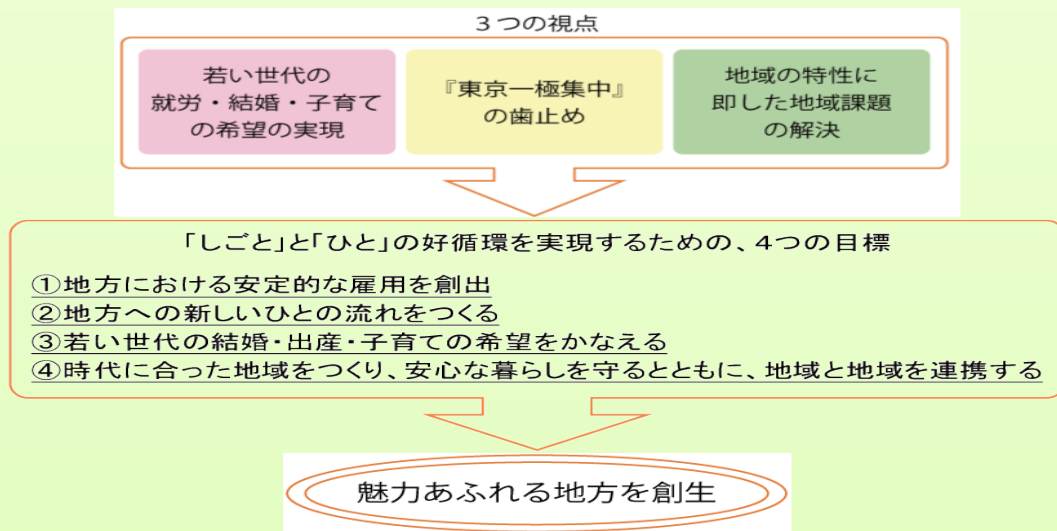 3つの視点
若い世代の
就労・結婚・子育て
の希望の実現
『東京一極集中』
の歯止め
地域の特性に
即した地域課題
の解決
「しごと」と「ひと」の好循環を実現するための、4つの目標
①地方における安定的な雇用を創出
②地方への新しいひとの流れをつくる
③若い世代の結婚・出産・子育ての希望をかなえる
④時代に合った地域をつくり、安心な暮らしを守るとともに、地域と地域を連携する
魅力あふれる地方を創生